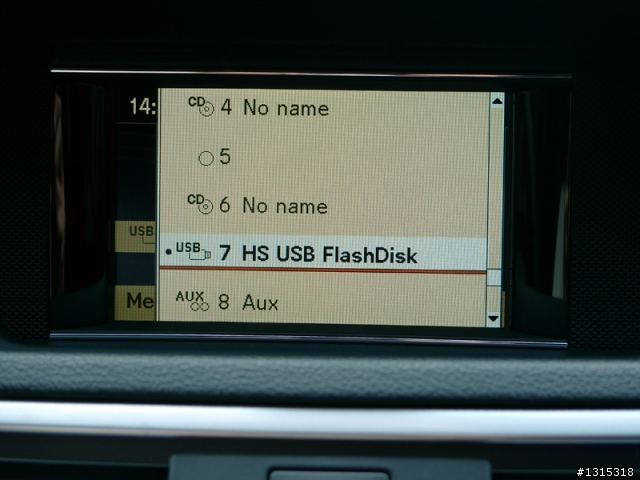 14:
CD 4 No name
5
CD 6 No name
USB
USB 7 HS USB FlashDisk
Me
AUX 8 Aux
#1315318